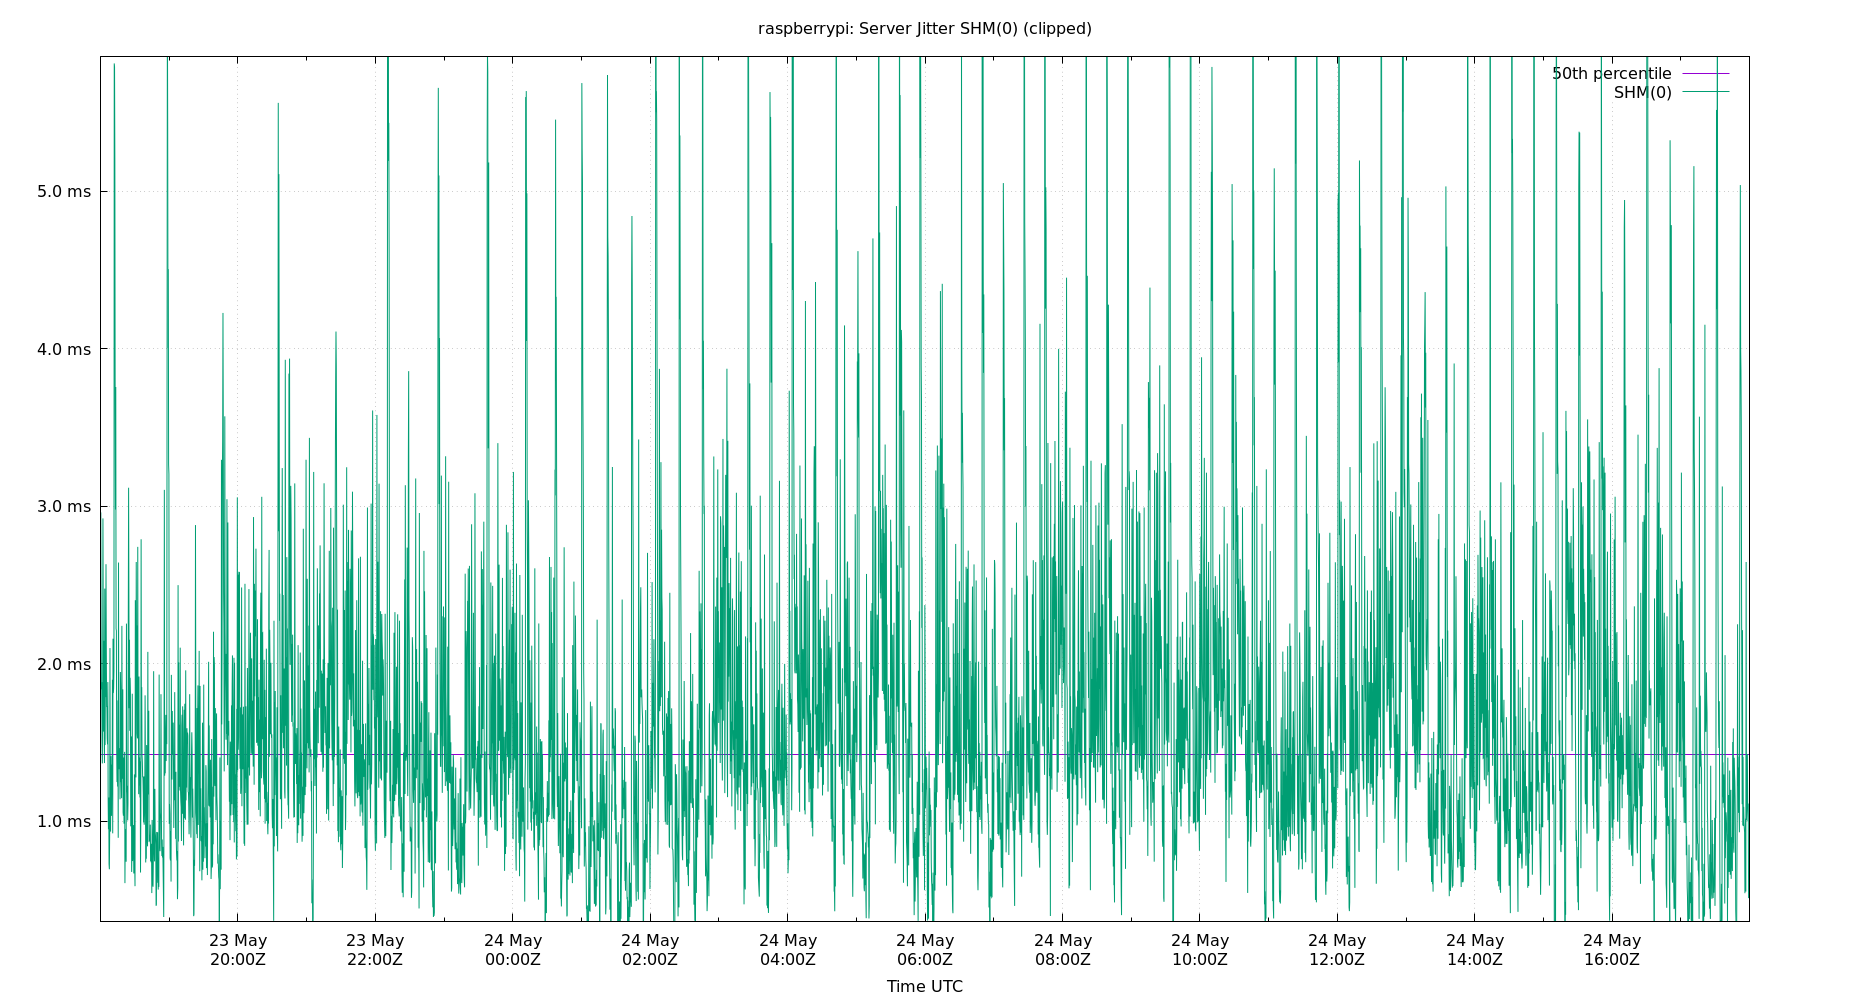 raspberrypi: Server Jitter SHM(0) (clipped)
50th percentile
SHM(0)
5.0 ms
4.0 ms
3.0 ms
2.0 ms
1.0 ms
23 May 23 May 24 May 24 May 24 May 24 May 24 May 24 May 24 May 24 May 24 May
20:00Z 22:00Z 00:00Z 02:00Z 04:00Z 06:00Z 08:00Z 10:00Z 12:00Z 14:00Z 16:00Z
Time UTC